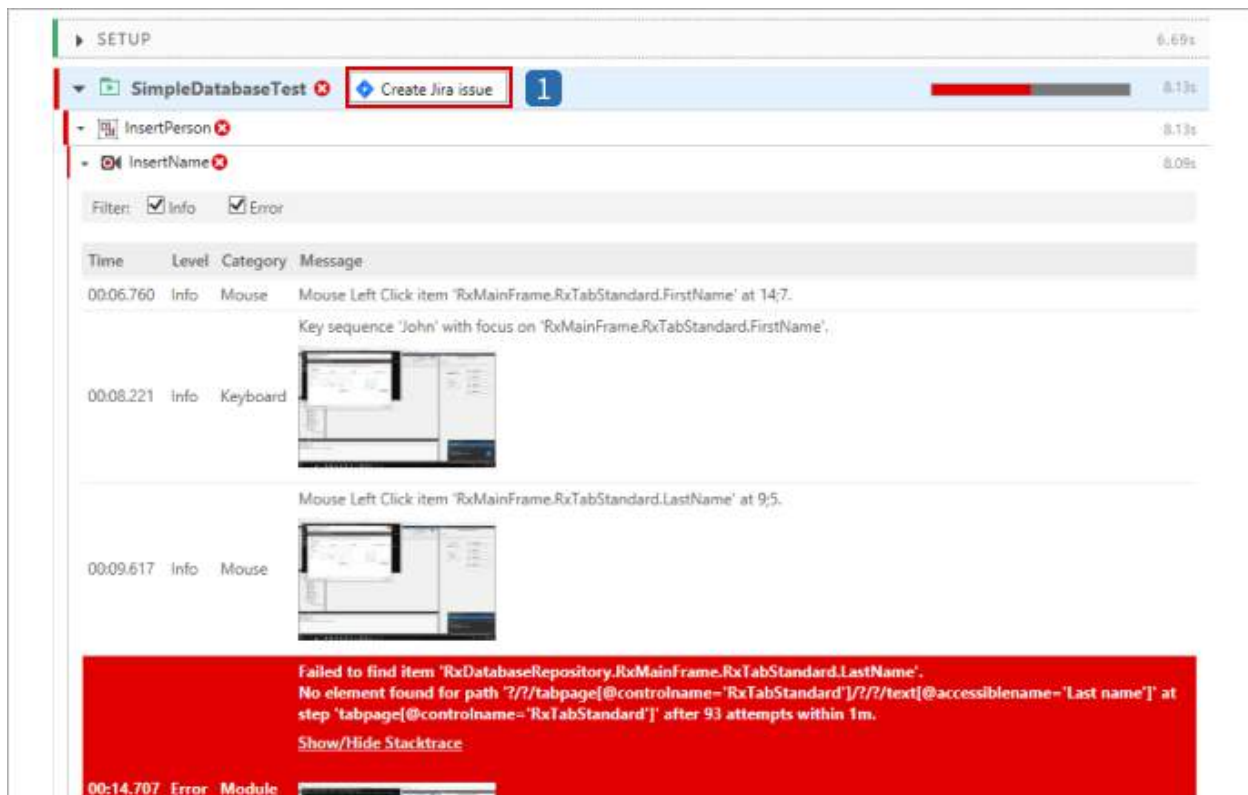 SETUP 6.69s
SimpleDatabaseTest Create Jira issue 1 8.13s
InsertPerson 8.13s
InsertName 8.09s
Filter: Info Error
Time Level Category Message
00:06.760 Info Mouse Mouse Left Click item 'RxMainFrame.RxTabStandard.FirstName' at 14;7.
Key sequence 'John' with focus on 'RxMainFrame.RxTabStandard.FirstName'.
00:08.221 Info Keyboard
Mouse Left Click item 'RxMainFrame.RxTabStandard.LastName' at 9;5.
00:09.617 Info Mouse
Failed to find item 'RxDatabaseRepository.RxMainFrame.RxTabStandard.LastName'.
No element found for path '?/?/tabpage[@controlname='RxTabStandard']/?/?/text[@accessiblename='Last name']' at
step 'tabpage[@controlname='RxTabStandard']' after 93 attempts within 1m.
Show/Hide Stacktrace
00:14.707 Error Module